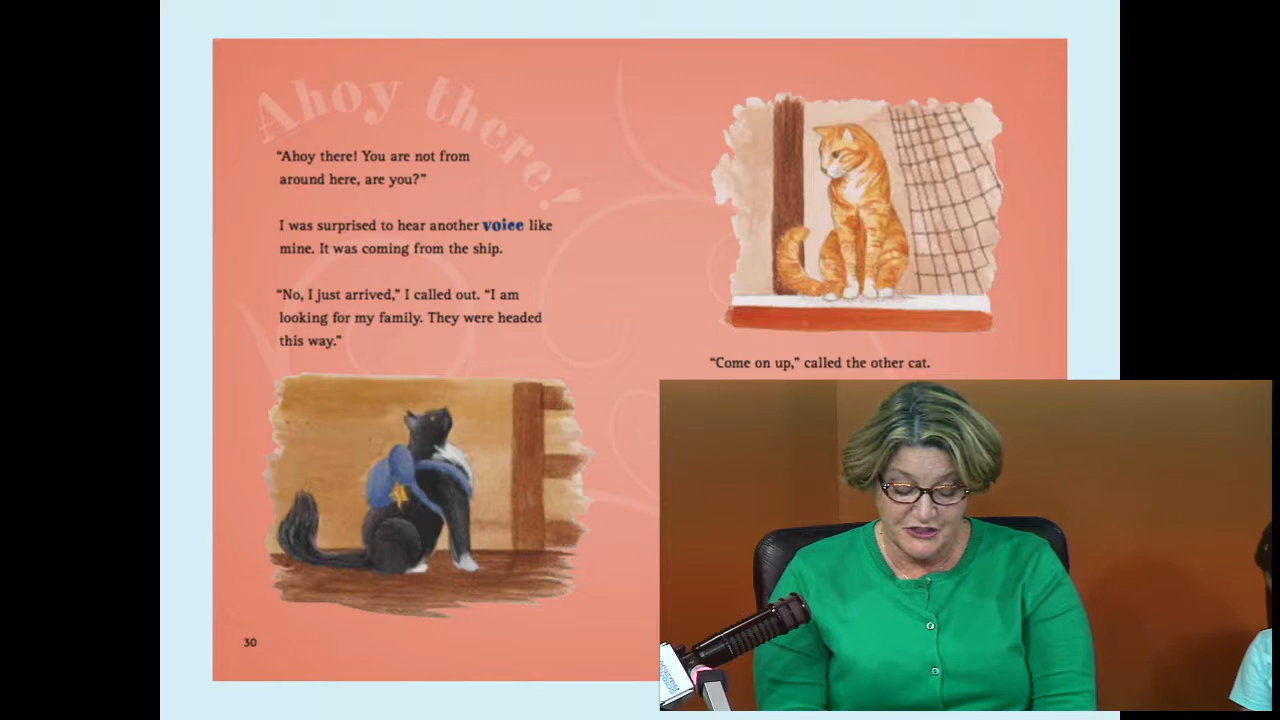 Ahoy there!
“Ahoy there! You are not from
around here, are you?”
I was surprised to hear another voice like
mine. It was coming from the ship.
“No, I just arrived,” I called out. “I am
looking for my family. They were headed
this way.”
30
“Come on up,” called the other cat.